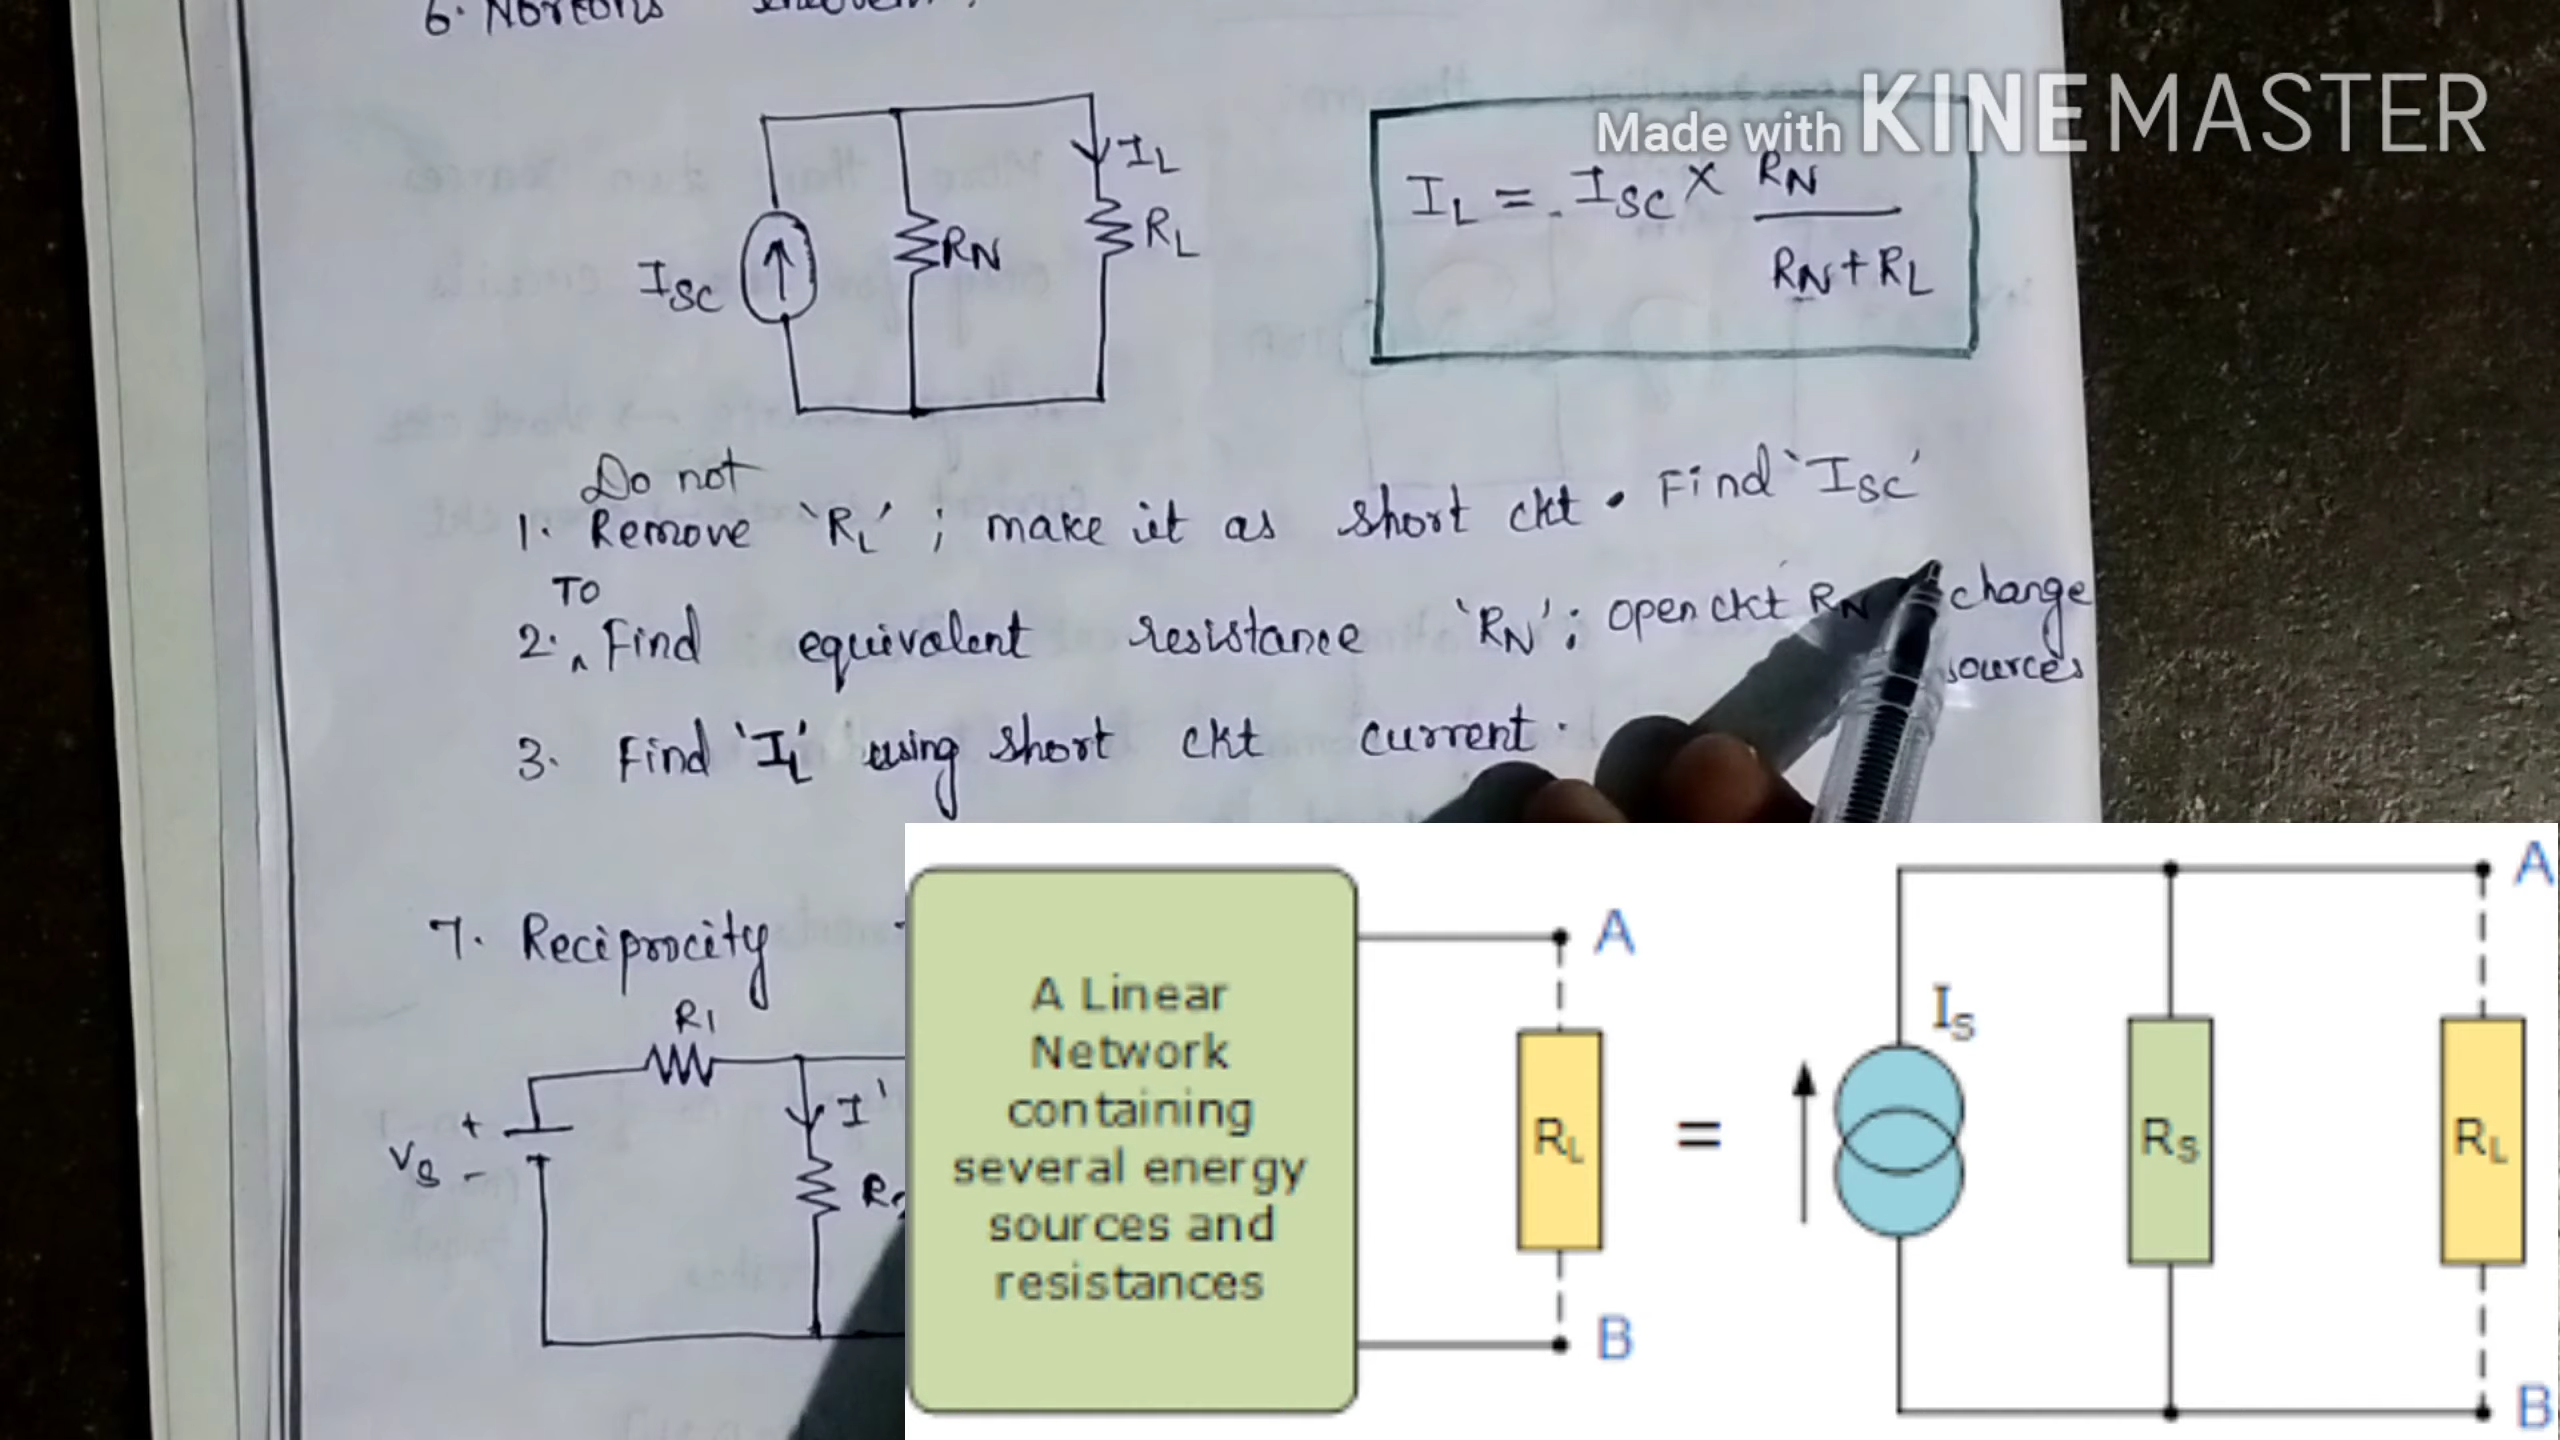 6. Nortons theorem.
Made with KINEMASTER
ISC
RN
IL
RL
IL = ISC × RN
RN+RL
Do not
1. Remove 'RL' ; make it as short ckt . Find 'ISC'
TO
2. ^ Find equivalent resistance 'RN'; open ckt RN change
sources
3. Find 'IL' using short ckt current.
7. Reciprocity
R1
+
VS
-
I'
A Linear
Network
containing
several energy
sources and
resistances
A
RL
B
=
IS
RS
RL
A
B